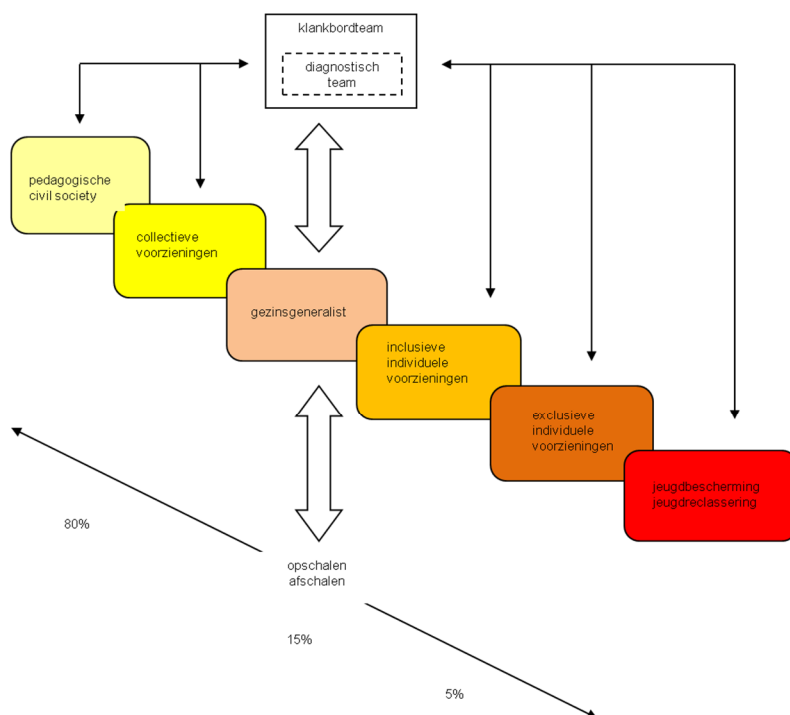 klankbordteam
diagnostisch
team
pedagogische
civil society
collectieve
voorzieningen
gezinsgeneralist
inclusieve
individuele
voorzieningen
exclusieve
individuele
voorzieningen
jeugdbescherming
jeugdreclassering
80%
opschalen
afschalen
15%
5%